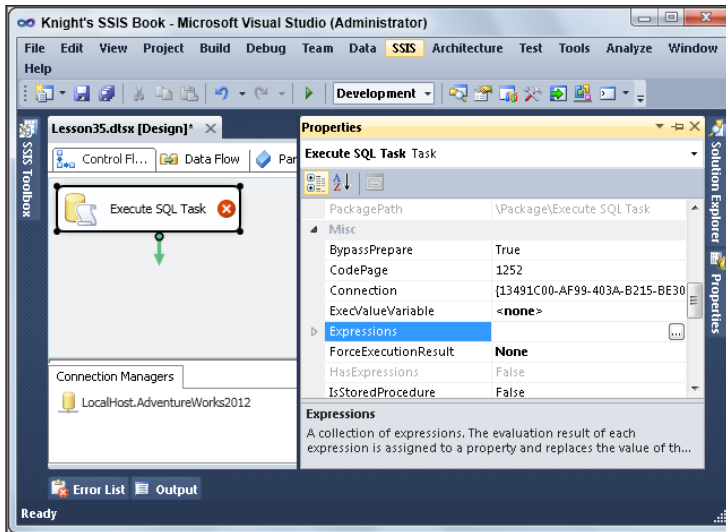 Knight's SSIS Book - Microsoft Visual Studio (Administrator)
File Edit View Project Build Debug Team Data SSIS Architecture Test Tools Analyze Window
Help
Development
Lesson35.dtsx [Design]*
Control Fl... Data Flow Par
SSIS Toolbox
Execute SQL Task
Connection Managers
LocalHost.AdventureWorks2012
Properties
Execute SQL Task Task
PackagePath \Package\Execute SQL Task
Misc
BypassPrepare True
CodePage 1252
Connection {13491C00-AF99-403A-B215-BE30
ExecValueVariable <none>
Expressions ...
ForceExecutionResult None
HasExpressions False
IsStoredProcedure False
Expressions
A collection of expressions. The evaluation result of each
expression is assigned to a property and replaces the value of th...
Solution Explorer
Properties
Error List Output
Ready